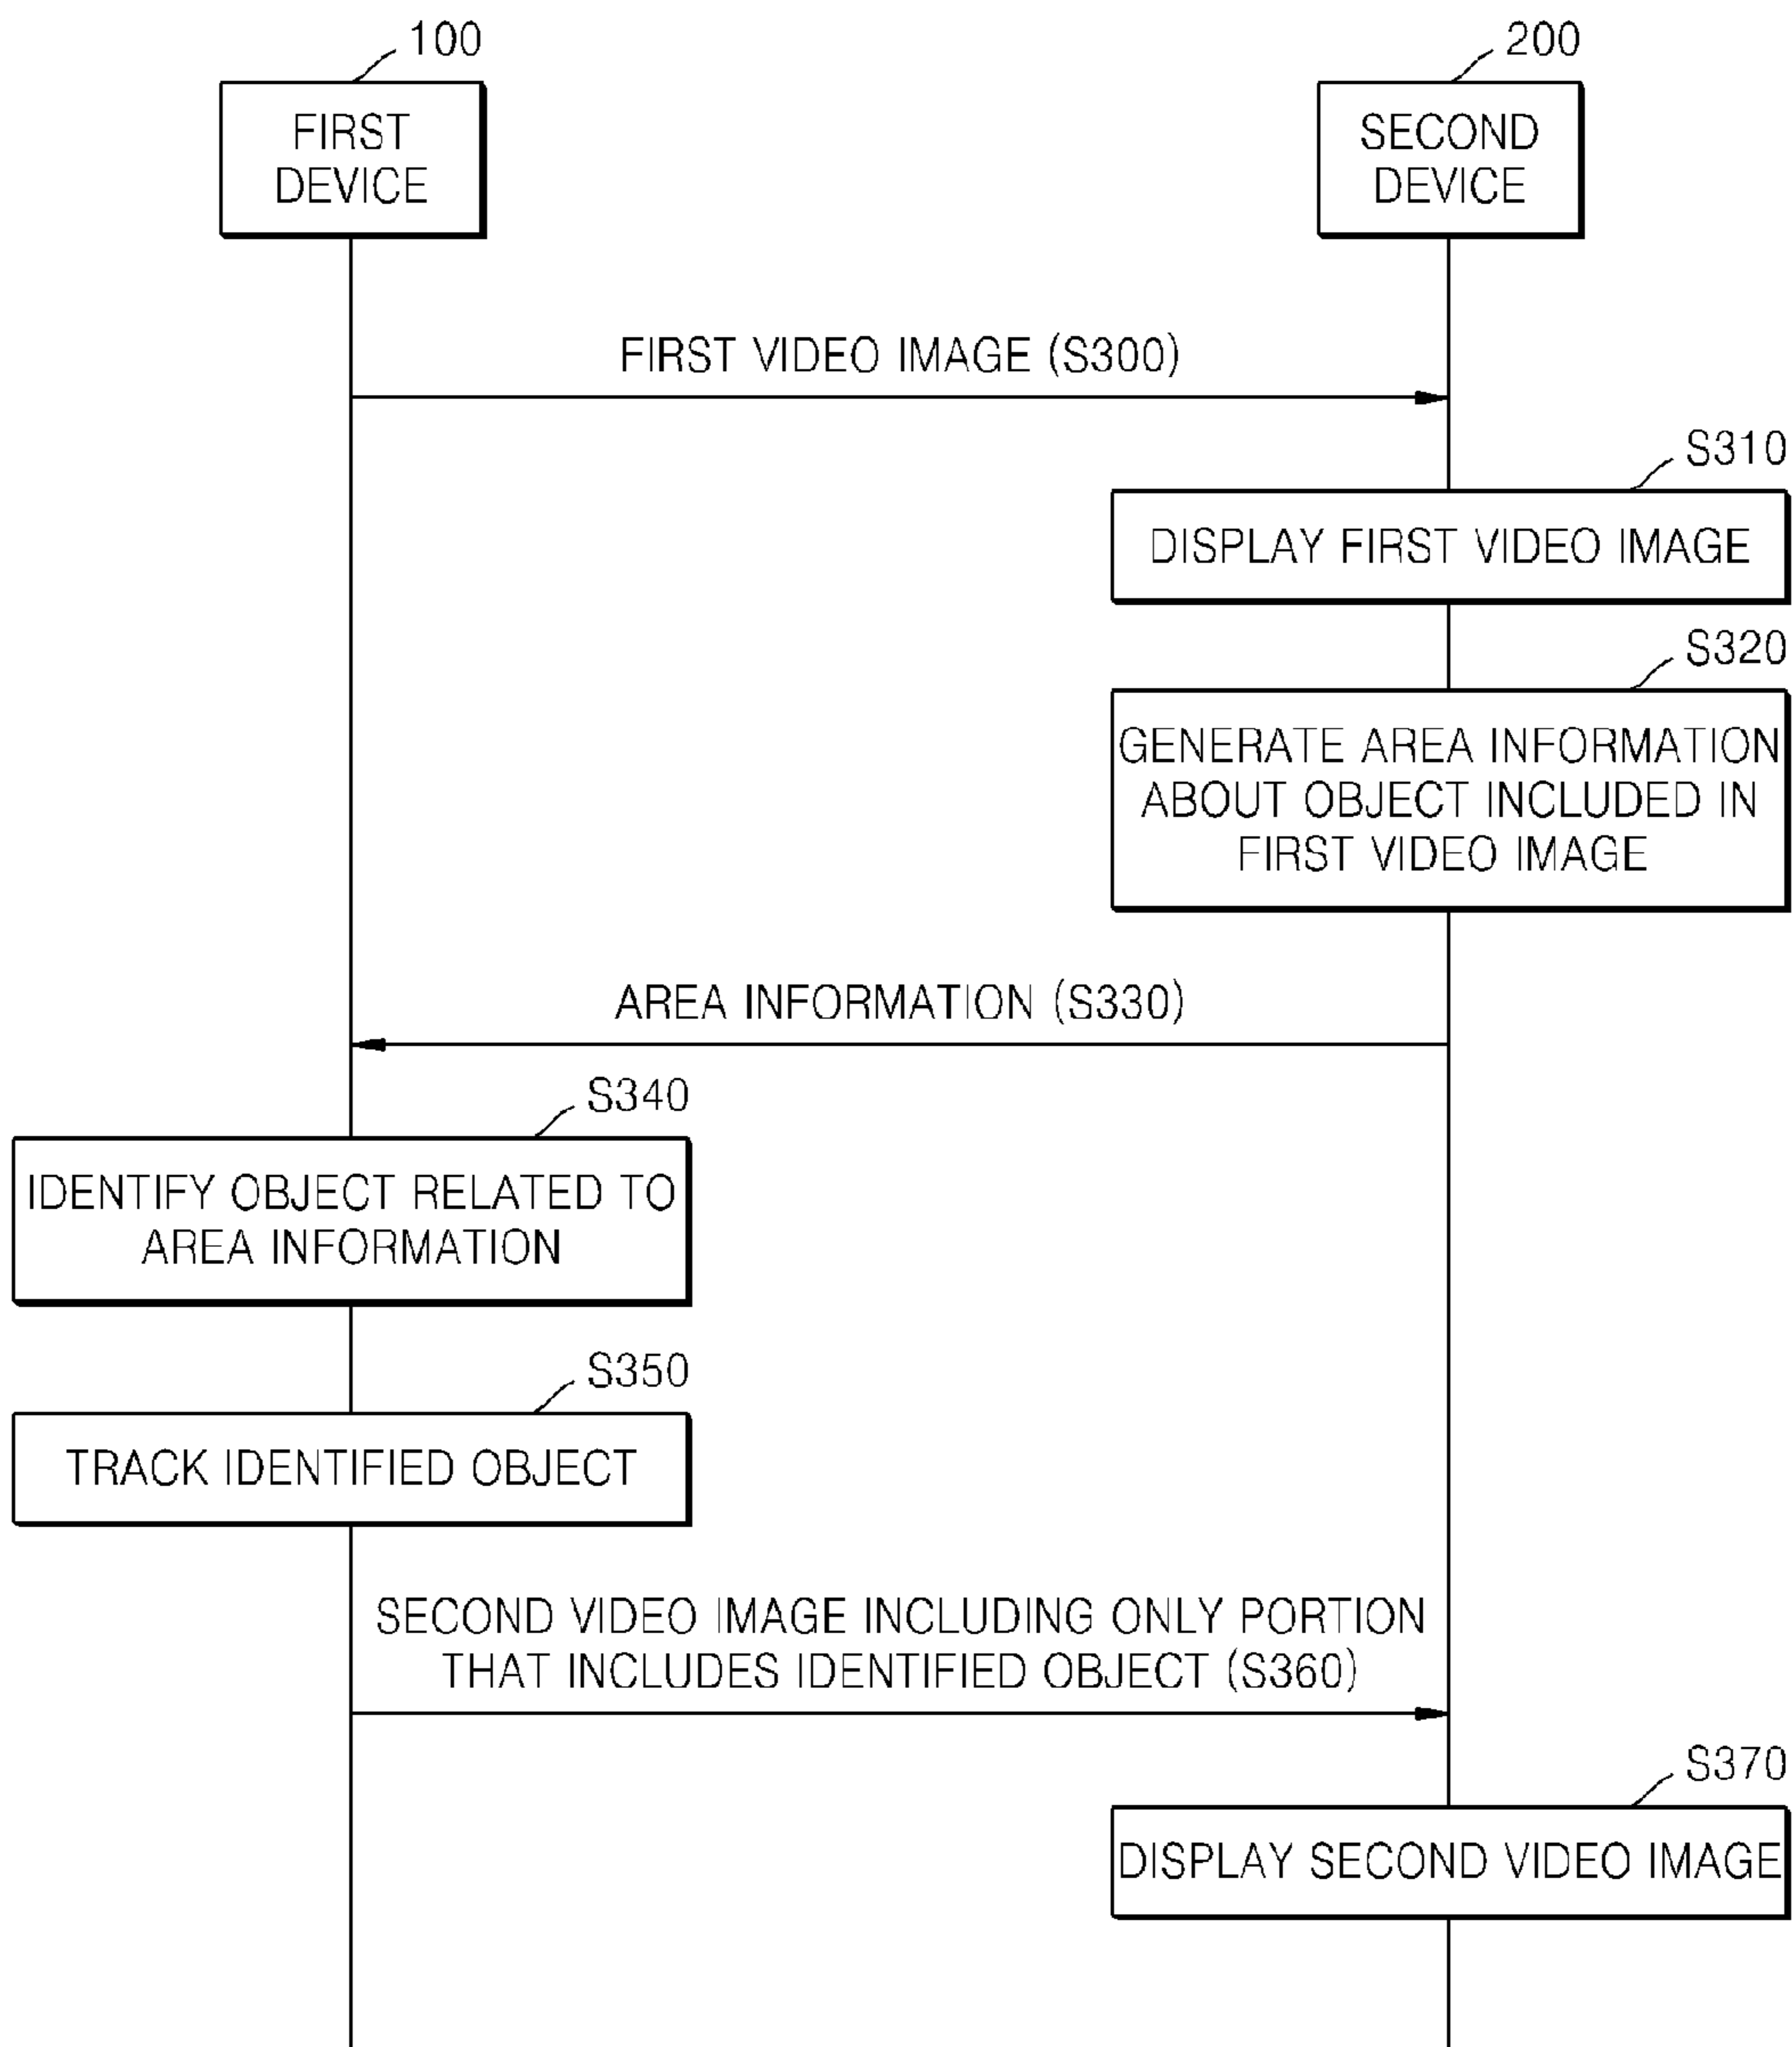 100
200
FIRST
DEVICE
SECOND
DEVICE
FIRST VIDEO IMAGE (S300)
S310
DISPLAY FIRST VIDEO IMAGE
S320
GENERATE AREA INFORMATION
ABOUT OBJECT INCLUDED IN
FIRST VIDEO IMAGE
AREA INFORMATION (S330)
S340
IDENTIFY OBJECT RELATED TO
AREA INFORMATION
S350
TRACK IDENTIFIED OBJECT
SECOND VIDEO IMAGE INCLUDING ONLY PORTION
THAT INCLUDES IDENTIFIED OBJECT (S360)
S370
DISPLAY SECOND VIDEO IMAGE